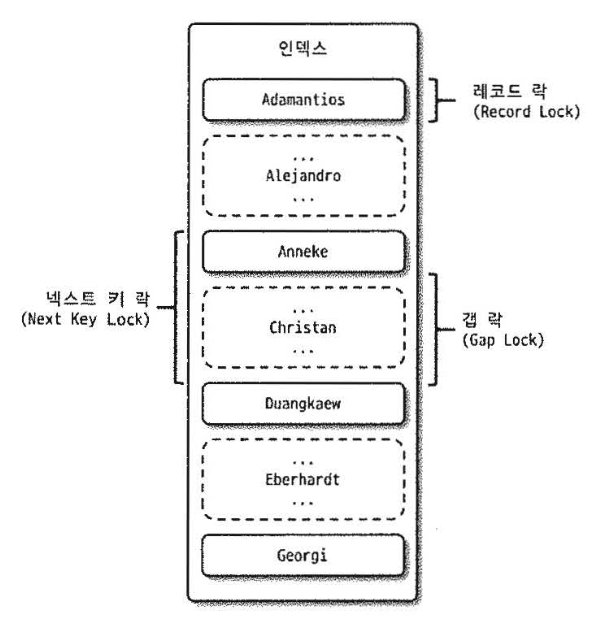 인덱스
Adamantios
레코드 락
(Record Lock)
...
Alejandro
...
Anneke
넥스트 키 락
(Next Key Lock)
...
Christan
...
갭 락
(Gap Lock)
Duangkaew
...
Eberhardt
...
Georgi